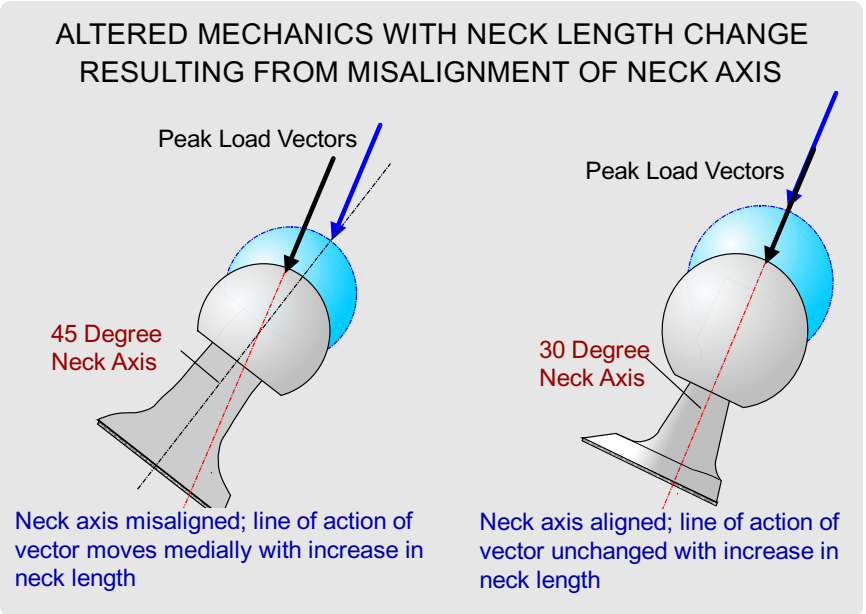 ALTERED MECHANICS WITH NECK LENGTH CHANGE
RESULTING FROM MISALIGNMENT OF NECK AXIS
Peak Load Vectors
45 Degree
Neck Axis
Neck axis misaligned; line of action of
vector moves medially with increase in
neck length
Peak Load Vectors
30 Degree
Neck Axis
Neck axis aligned; line of action of
vector unchanged with increase in
neck length